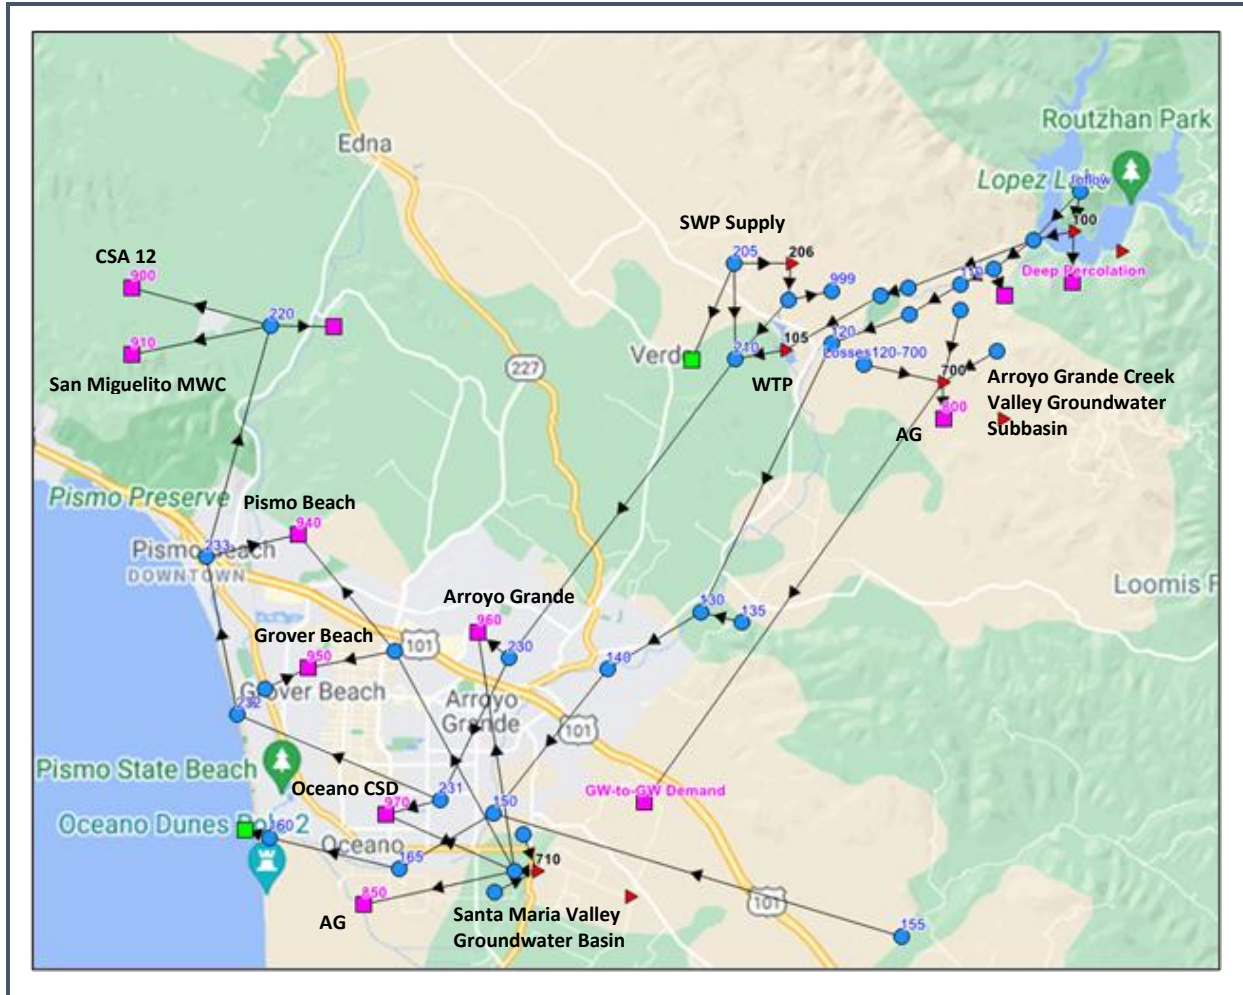 Routzhan Park
Edna
Lopez L
Inflow
SWP Supply
100
CSA 12
205
206
900
999
Deep Percolation
110
220
120
105
910
Verd
210
Losses120-700
San Miguelito MWC
WTP
700
227
Arroyo Grande Creek
Valley Groundwater
Subbasin
800
AG
Pismo Preserve
Pismo Beach
940
233
Pismo Beach
DOWNTOWN
Loomis F
Arroyo Grande
960
130
135
Grover Beach
101
230
950
140
Grover Beach
232
Arroyo
Grande
101
Pismo State Beach
Oceano CSD
GW-to-GW Demand
231
970
150
Oceano Dunes
2
160
Oceano
165
710
850
101
AG
Santa Maria Valley
Groundwater Basin
155